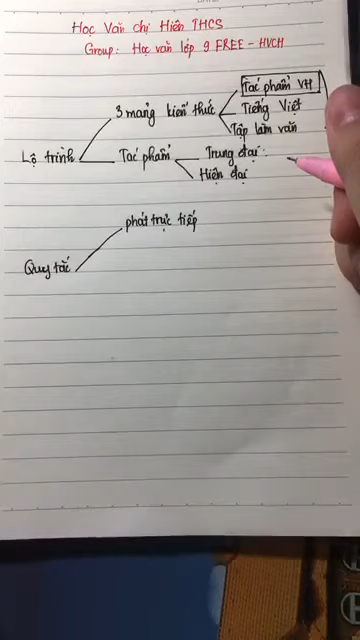 Học Văn chị Hiên THCS
Group: Học văn lớp 9 FREE - HVCH
Lộ trình
3 mảng kiến thức
Tác phẩm VH
Tiếng Việt
Tập làm văn
Tác phẩm
Trung đại:
Hiện đại
Quy tắc
phát trực tiếp